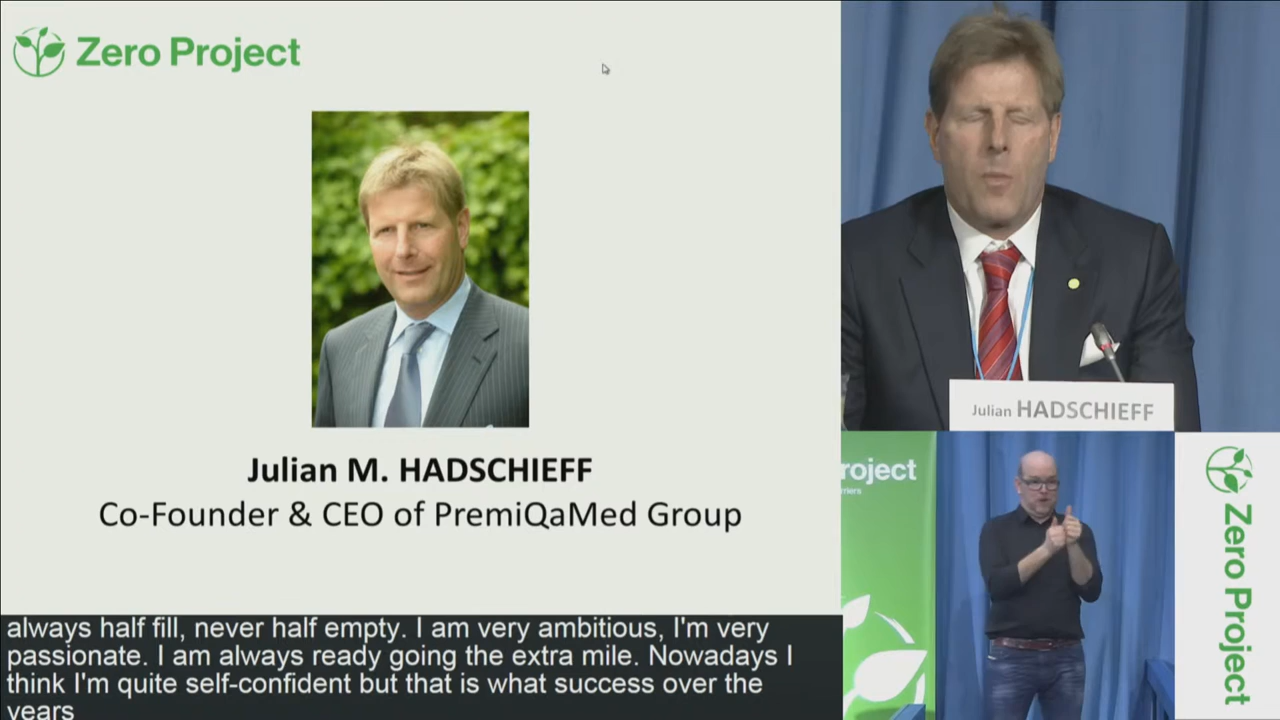 Zero Project
Julian M. HADSCHIEFF
Co-Founder & CEO of PremiQaMed Group
always half fill, never half empty. I am very ambitious, I'm very
passionate. I am always ready going the extra mile. Nowadays I
think I'm quite self-confident but that is what success over the
years
Julian HADSCHIEFF
roject
rriers
Zero Project